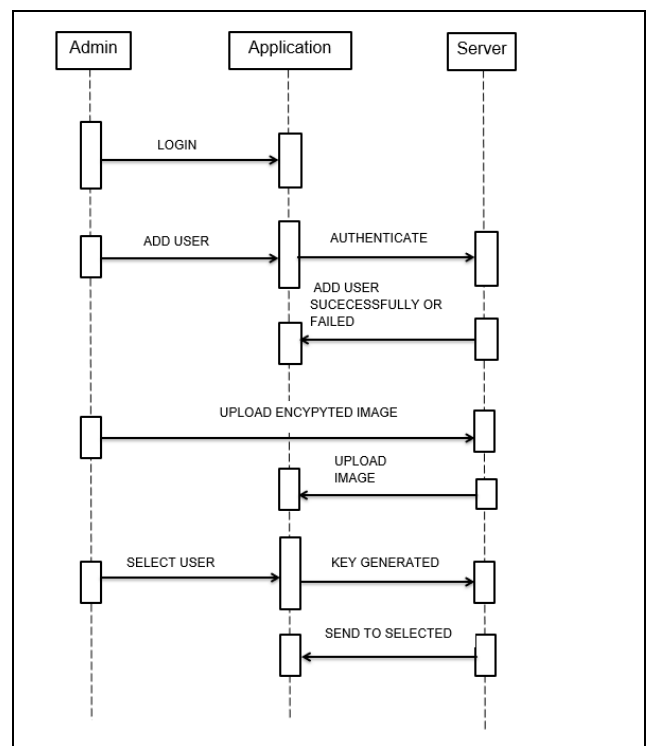 Admin
Application
Server
LOGIN
ADD USER
AUTHENTICATE
ADD USER
SUCECESSFULLY OR
FAILED
UPLOAD ENCYPYTED IMAGE
UPLOAD
IMAGE
SELECT USER
KEY GENERATED
SEND TO SELECTED